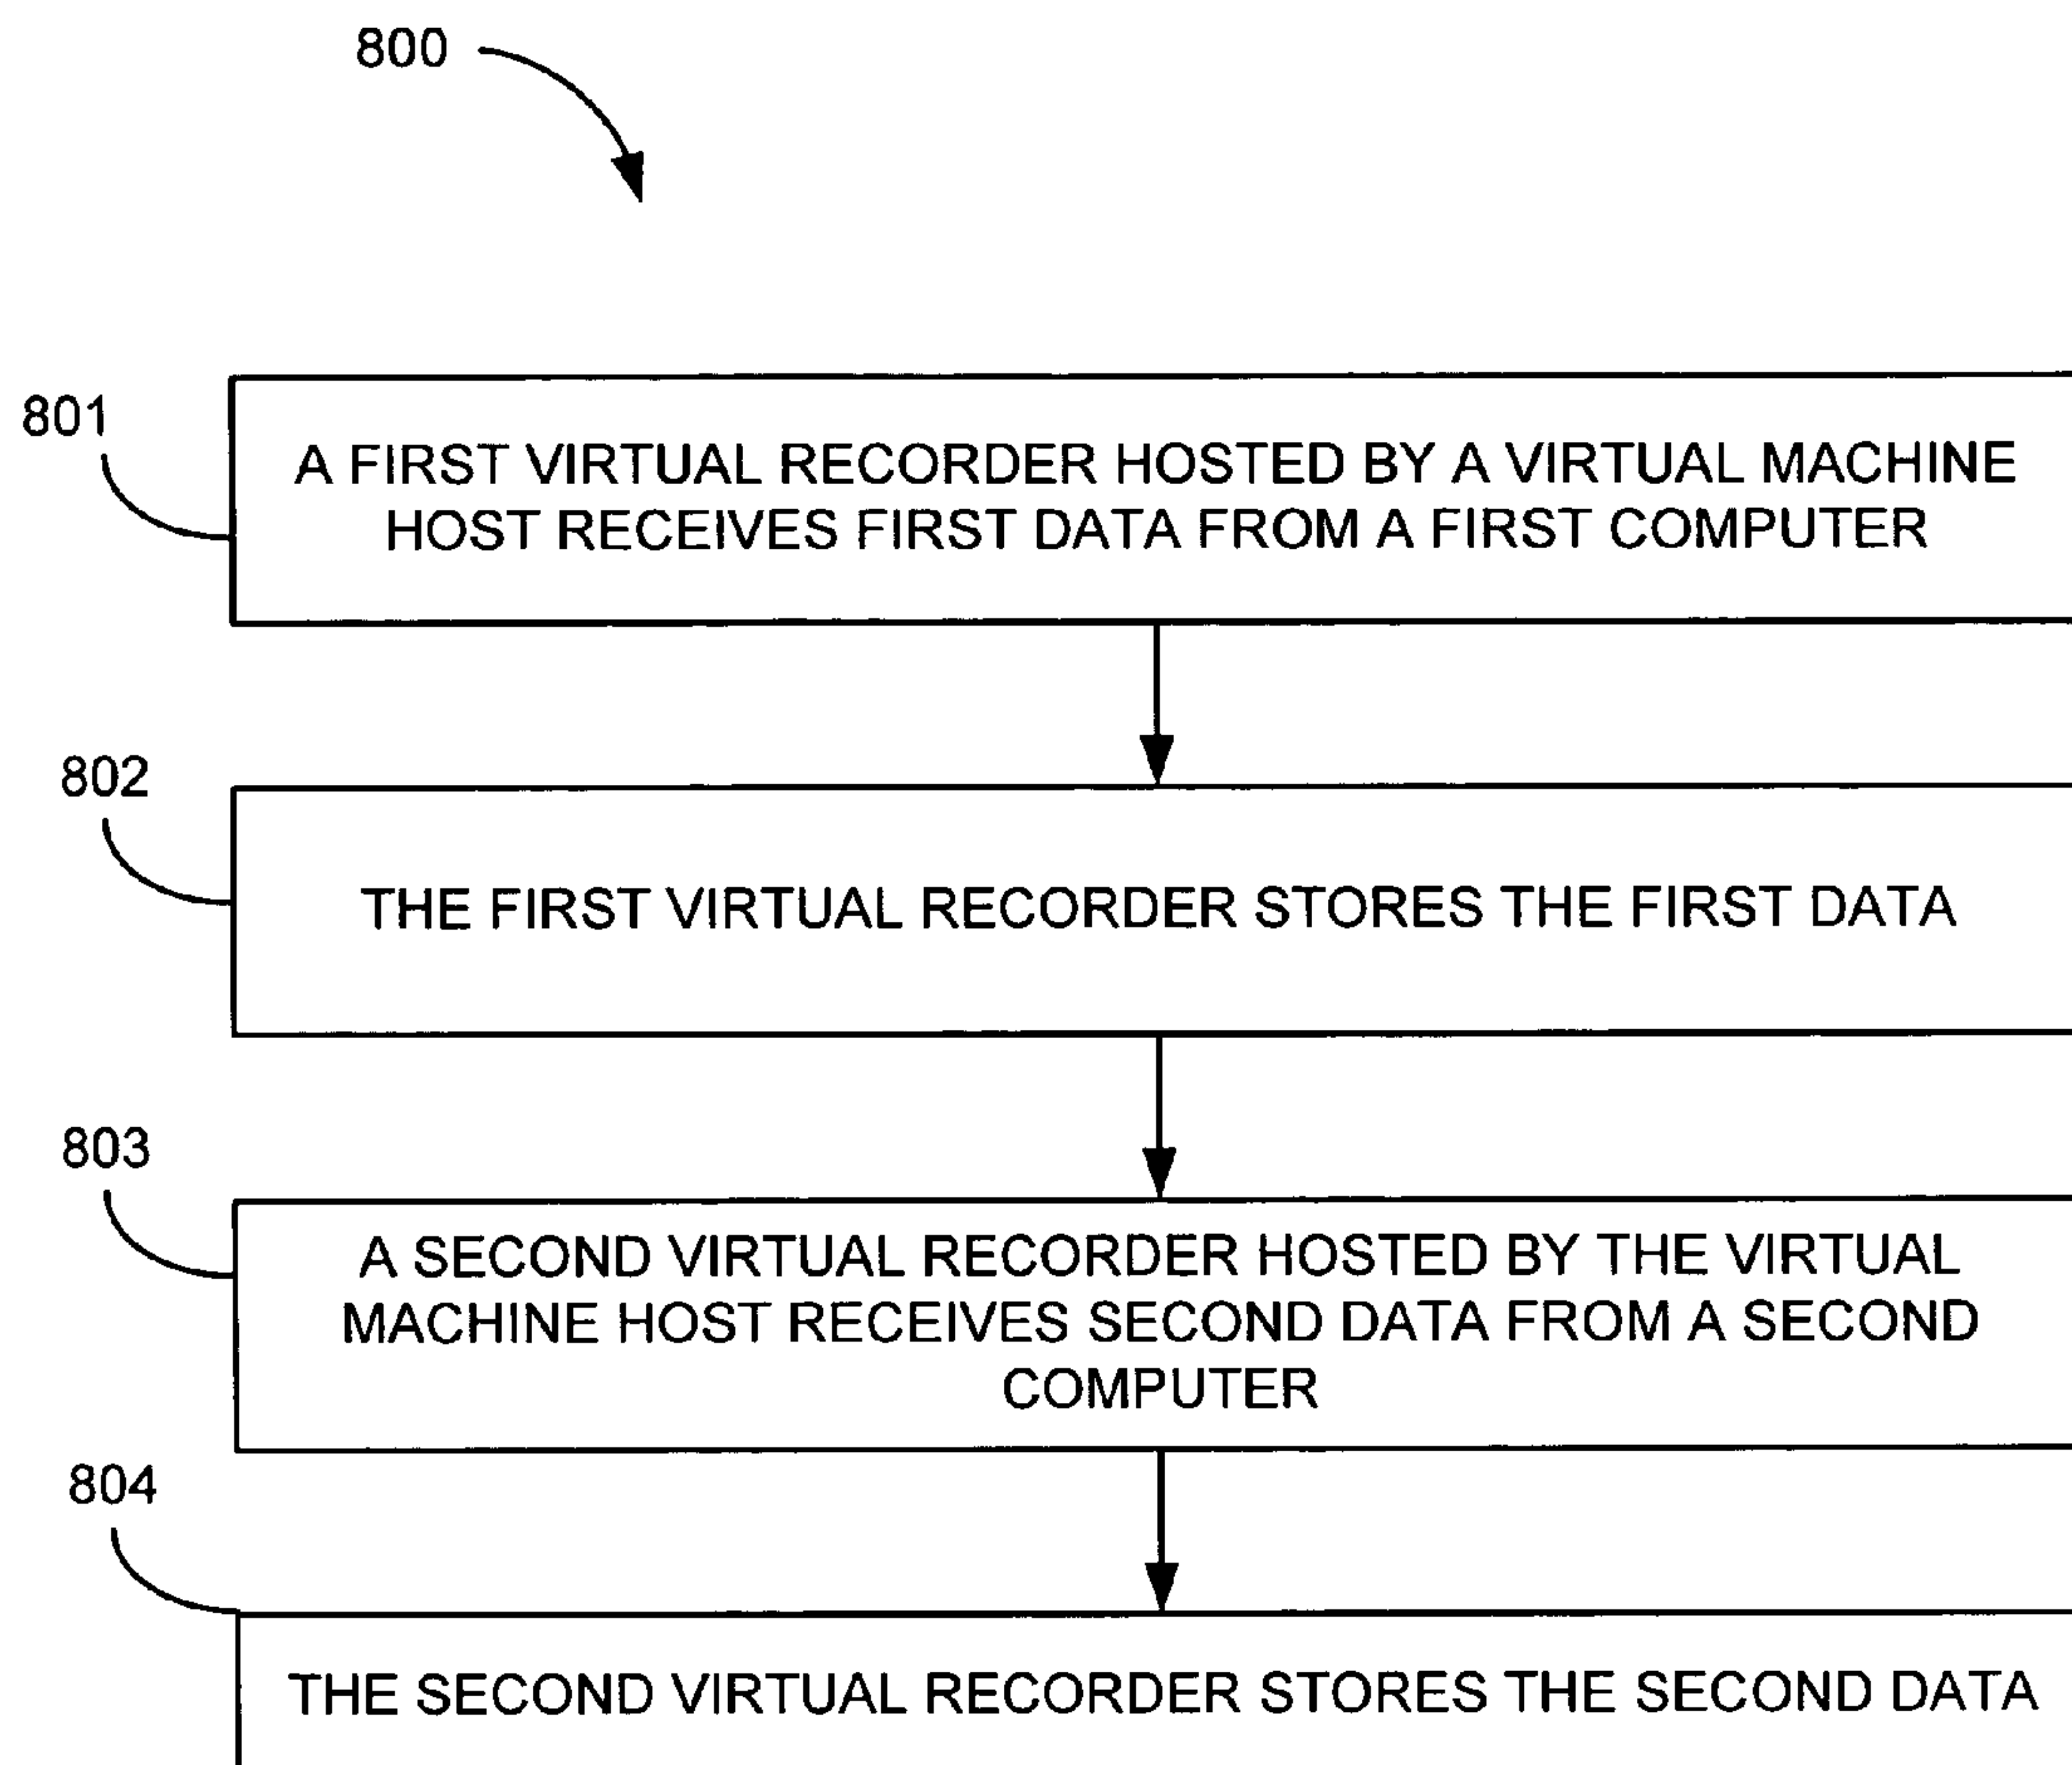 800
801
A FIRST VIRTUAL RECORDER HOSTED BY A VIRTUAL MACHINE
HOST RECEIVES FIRST DATA FROM A FIRST COMPUTER
802
THE FIRST VIRTUAL RECORDER STORES THE FIRST DATA
803
A SECOND VIRTUAL RECORDER HOSTED BY THE VIRTUAL
MACHINE HOST RECEIVES SECOND DATA FROM A SECOND
COMPUTER
804
THE SECOND VIRTUAL RECORDER STORES THE SECOND DATA